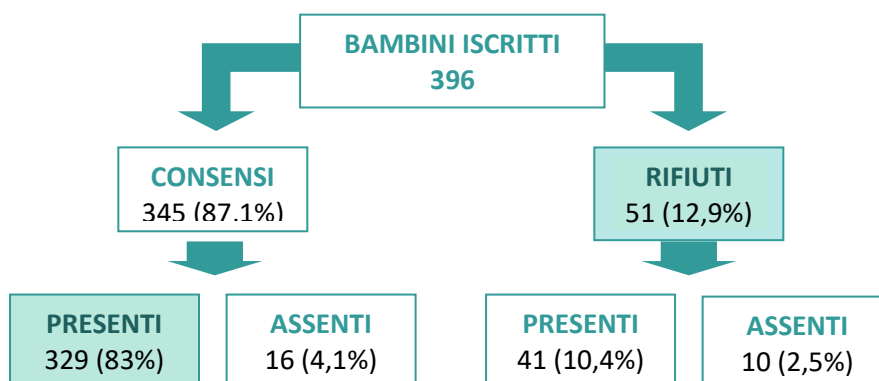 BAMBINI ISCRITTI
396
CONSENSI
345 (87,1%)
RIFIUTI
51 (12,9%)
PRESENTI
329 (83%)
ASSENTI
16 (4,1%)
PRESENTI
41 (10,4%)
ASSENTI
10 (2,5%)